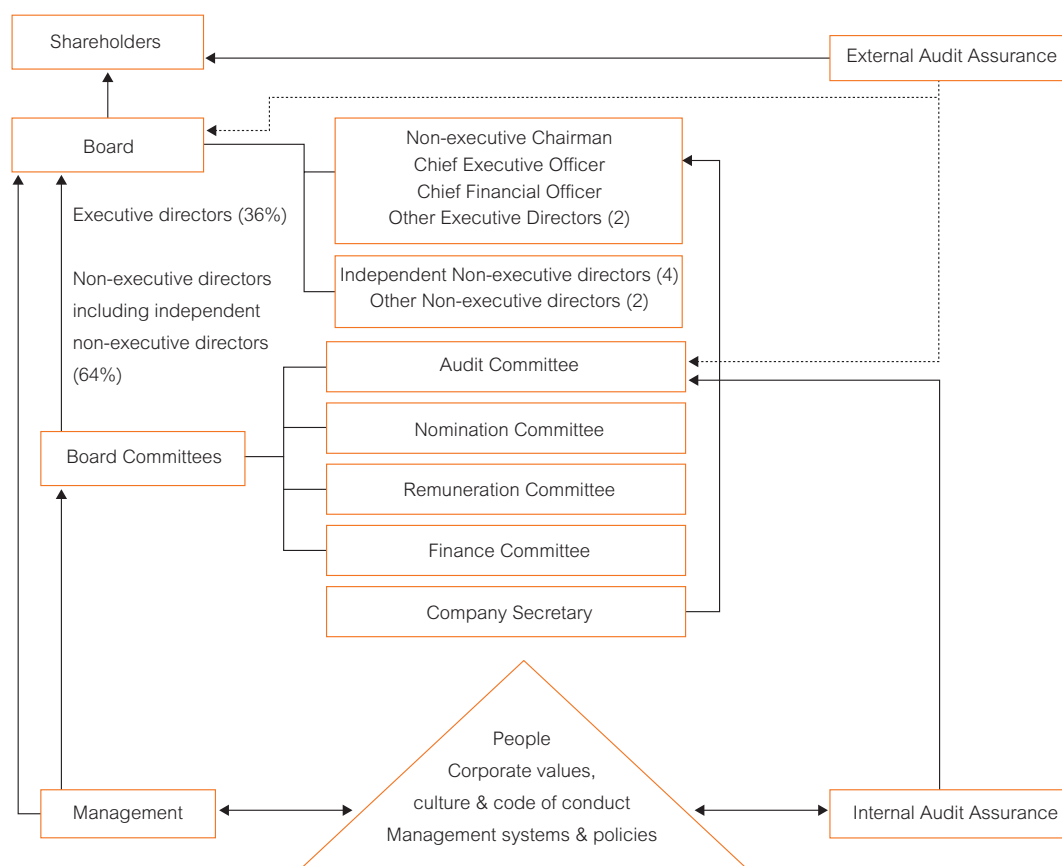 Shareholders
External Audit Assurance
Board
Non-executive Chairman
Chief Executive Officer
Chief Financial Officer
Other Executive Directors (2)
Executive directors (36%)
Non-executive directors
including independent
non-executive directors
(64%)
Independent Non-executive directors (4)
Other Non-executive directors (2)
Audit Committee
Nomination Committee
Board Committees
Remuneration Committee
Finance Committee
Company Secretary
People
Corporate values,
culture & code of conduct
Management systems & policies
Management
Internal Audit Assurance